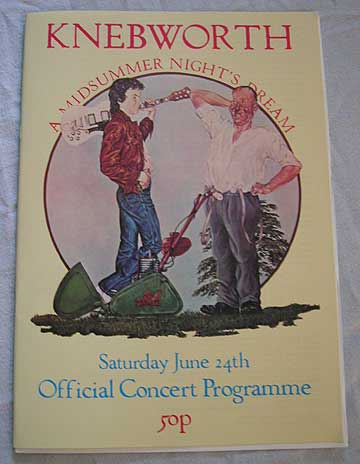 KNEBWORTH
A MIDSUMMER NIGHT'S DREAM
Saturday June 24th
Official Concert Programme
50p